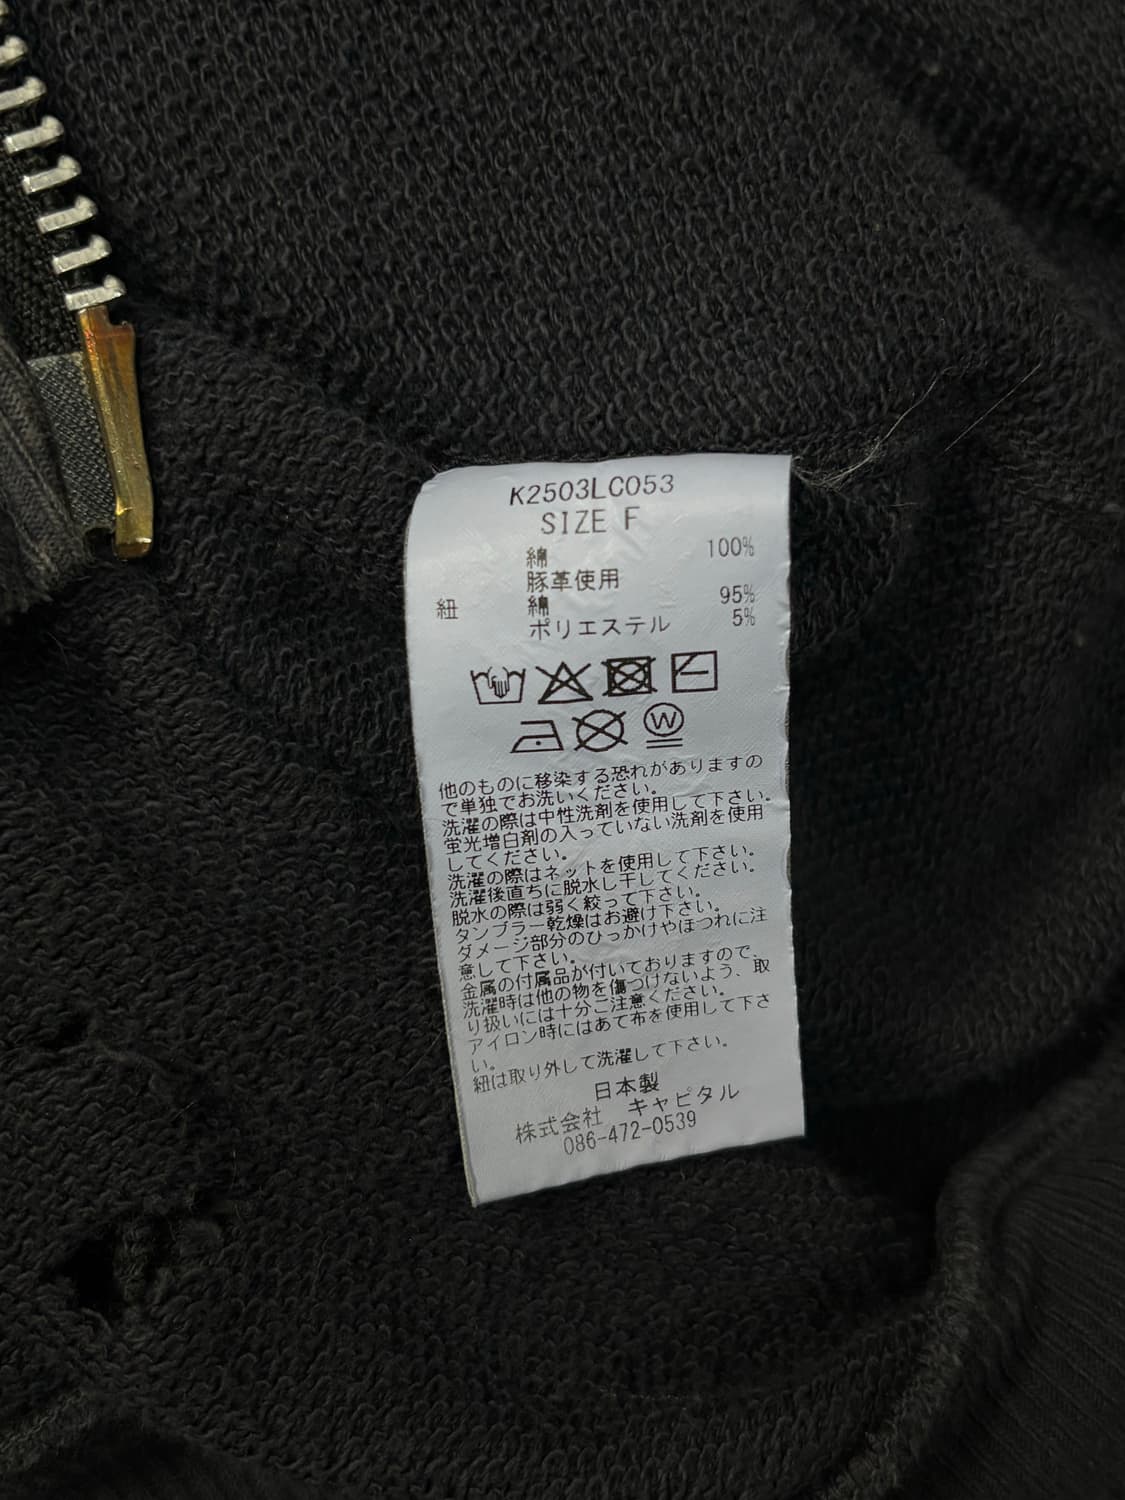 K2503LC053
SIZE F
綿 100%
豚革使用
紐 綿 95%
ポリエステル 5%
W
他のものに移染する恐れがありますの
で単独でお洗いください。
洗濯の際は中性洗剤を使用して下さい。
蛍光増白剤の入っていない洗剤を使用
してください。
洗濯の際はネットを使用して下さい。
洗濯後直ちに脱水し干してください。
脱水の際は弱く絞って下さい。
タンブラー乾燥はお避け下さい。
ダメージ部分のひっかけやほつれに注
意して下さい。
金属の付属品が付いておりますので、
洗濯時は他の物を傷つけないよう、取
り扱いには十分ご注意ください。
アイロン時にはあて布を使用して下さ
い。
紐は取り外して洗濯して下さい。
日本製
株式会社 キャピタル
086-472-0539